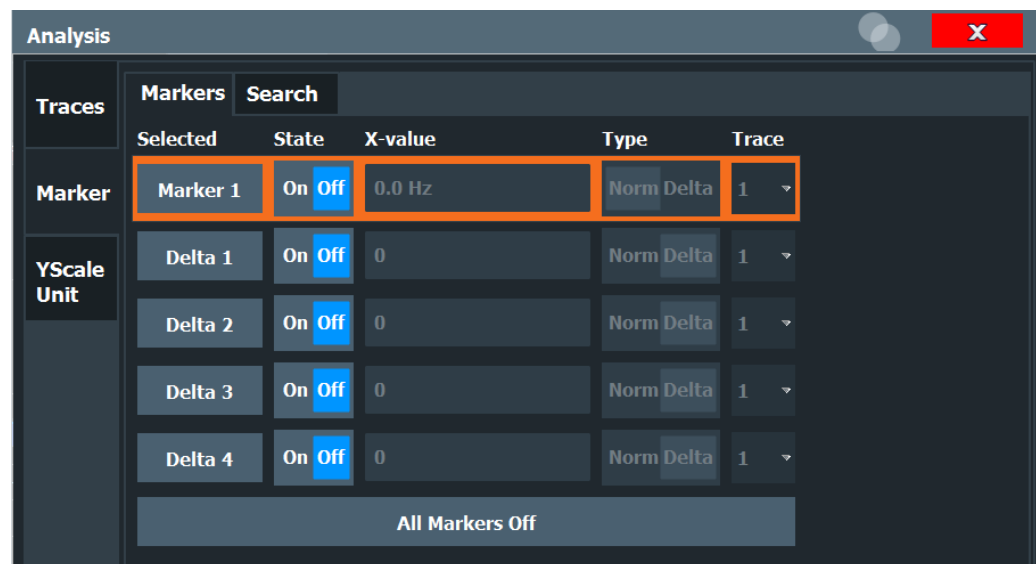 Analysis X
Traces
Marker
YScale
Unit
Markers Search
Selected State X-value Type Trace
Marker 1 On Off 0.0 Hz Norm Delta 1
Delta 1 On Off 0 Norm Delta 1
Delta 2 On Off 0 Norm Delta 1
Delta 3 On Off 0 Norm Delta 1
Delta 4 On Off 0 Norm Delta 1
All Markers Off